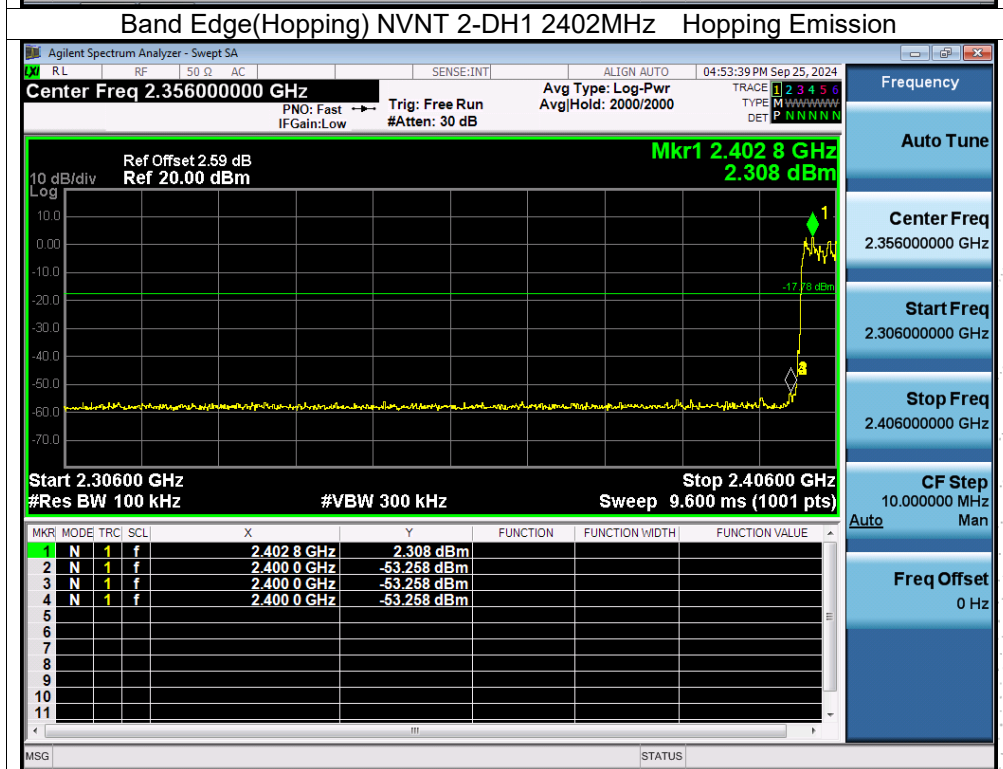 Band Edge(Hopping) NVNT 2-DH1 2402MHz Hopping Emission
Agilent Spectrum Analyzer - Swept SA
LXI RL RF 50 Ω AC SENSE:INT ALIGN AUTO 04:53:39 PM Sep 25, 2024
Center Freq 2.356000000 GHz
PNO: Fast
IFGain:Low
Trig: Free Run
#Atten: 30 dB
Avg Type: Log-Pwr
Avg|Hold: 2000/2000
TRACE 1 2 3 4 5 6
TYPE M WWWWW
DET P N N N N N
Frequency
Auto Tune
Center Freq
2.356000000 GHz
Start Freq
2.306000000 GHz
Stop Freq
2.406000000 GHz
CF Step
10.000000 MHz
Auto Man
Freq Offset
0 Hz
Mkr1 2.402 8 GHz
2.308 dBm
Ref Offset 2.59 dB
10 dB/div Ref 20.00 dBm
Log
10.0
0.00
-10.0
-20.0
-30.0
-40.0
-50.0
-60.0
-70.0
1
-17.78 dBm
Start 2.30600 GHz Stop 2.40600 GHz
#Res BW 100 kHz #VBW 300 kHz Sweep 9.600 ms (1001 pts)
MKR MODE TRC SCL X Y FUNCTION FUNCTION WIDTH FUNCTION VALUE
1 N 1 f 2.402 8 GHz 2.308 dBm
2 N 1 f 2.400 0 GHz -53.258 dBm
3 N 1 f 2.400 0 GHz -53.258 dBm
4 N 1 f 2.400 0 GHz -53.258 dBm
5
6
7
8
9
10
11
MSG STATUS